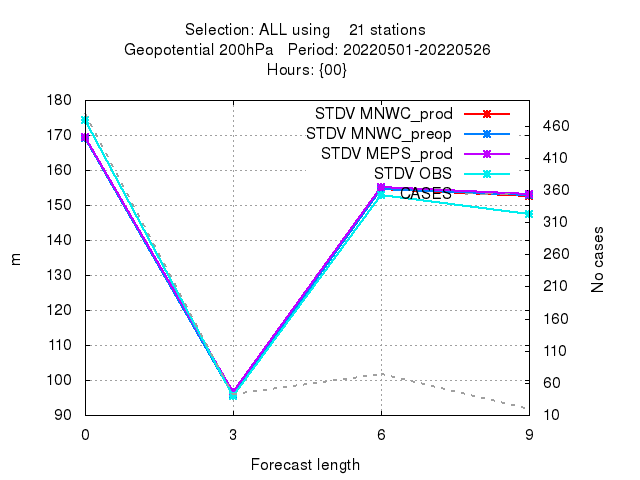 Selection: ALL using 21 stations
Geopotential 200hPa Period: 20220501-20220526
Hours: {00}
180
170
160
150
140
130
120
110
100
90
m
STDV MNWC_prod
STDV MNWC_preop
STDV MEPS_prod
STDV OBS
CASES
460
410
360
310
260
210
160
110
60
10
No cases
0 3 6 9
Forecast length